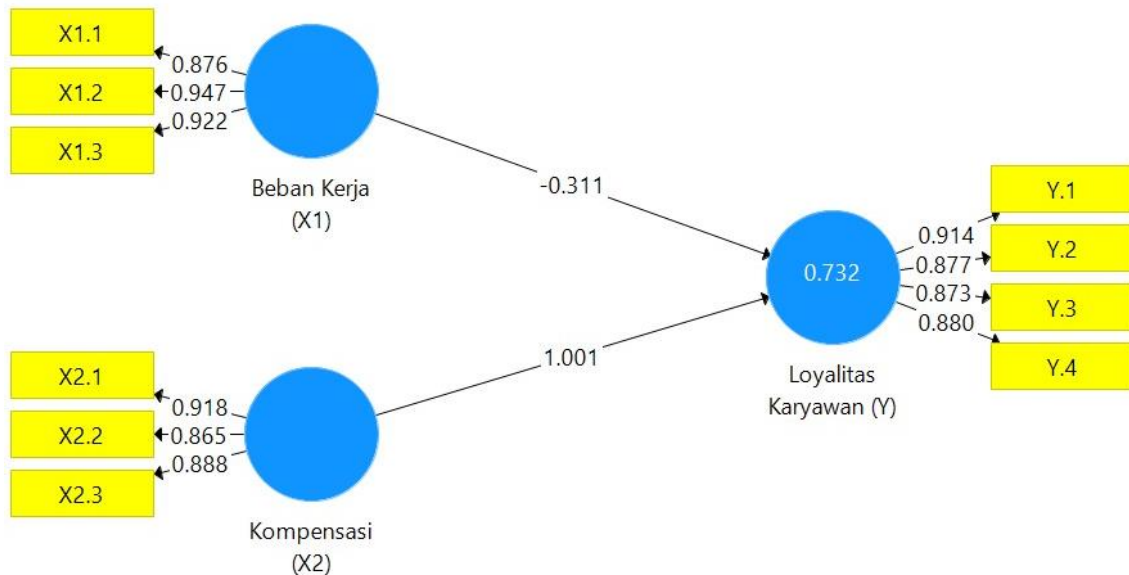 X1.1
0.876
X1.2
0.947
X1.3
0.922
Beban Kerja
(X1)
-0.311
X2.1
0.918
X2.2
0.865
X2.3
0.888
Kompensasi
(X2)
1.001
0.732
Loyalitas
Karyawan (Y)
0.914
Y.1
0.877
Y.2
0.873
Y.3
0.880
Y.4